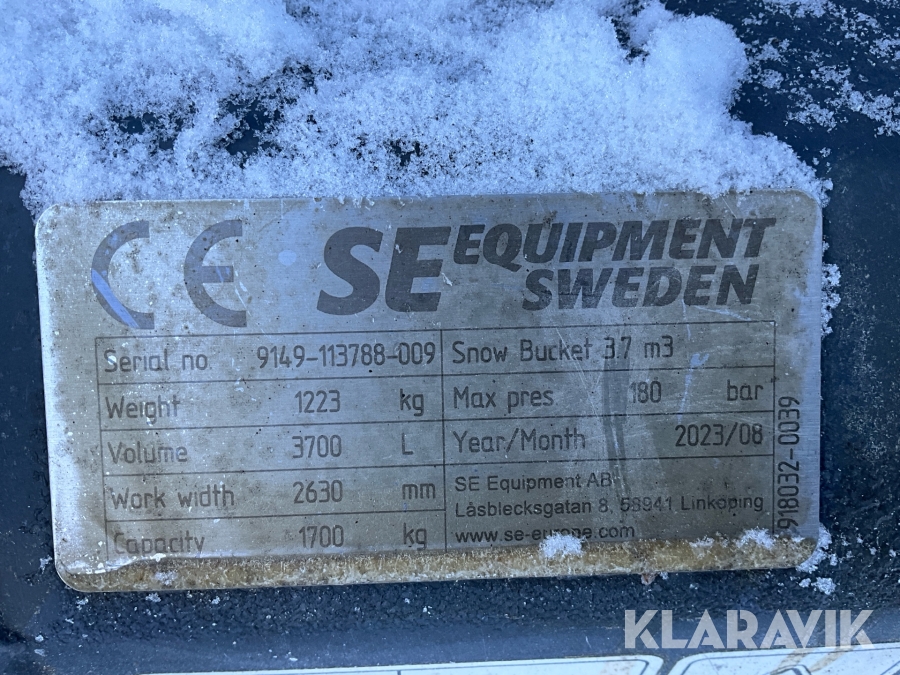 CE SE EQUIPMENT
SWEDEN
Serial no. 9149-113788-009
Snow Bucket 3.7 m3
Weight 1223 kg
Max pres 180 bar
Volume 3700 L
Year/Month 2023/08
Work width 2630 mm
SE Equipment AB
Låsblecksgatan 8, 58941 Linköping
Capacity 1700 kg
www.se-europe.com
918032-0039
KLARAVIK